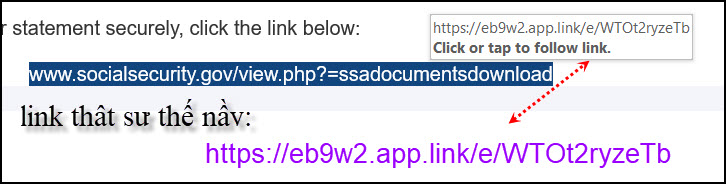 r statement securely, click the link below:
https://eb9w2.app.link/e/WTOt2ryzeTb
Click or tap to follow link.
www.socialsecurity.gov/view.php?=ssadocumentsdownload
link thât sư thế nầv:
https://eb9w2.app.link/e/WTOt2ryzeTb